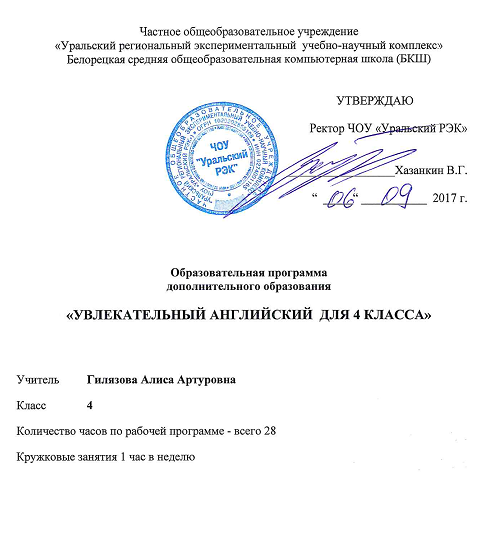 Частное общеобразовательное учреждение
«Уральский региональный экспериментальный учебно-научный комплекс»
Белорецкая средняя общеобразовательная компьютерная школа (БКШ)
УТВЕРЖДАЮ
Ректор ЧОУ «Уральский РЭК»
ЧОУ
"Уральский
РЭК"
Хазанкин В.Г.
“ 06 “ 09 2017 г.
Образовательная программа
дополнительного образования
«УВЛЕКАТЕЛЬНЫЙ АНГЛИЙСКИЙ ДЛЯ 4 КЛАССА»
Учитель Гилязова Алиса Артуровна
Класс 4
Количество часов по рабочей программе - всего 28
Кружковые занятия 1 час в неделю